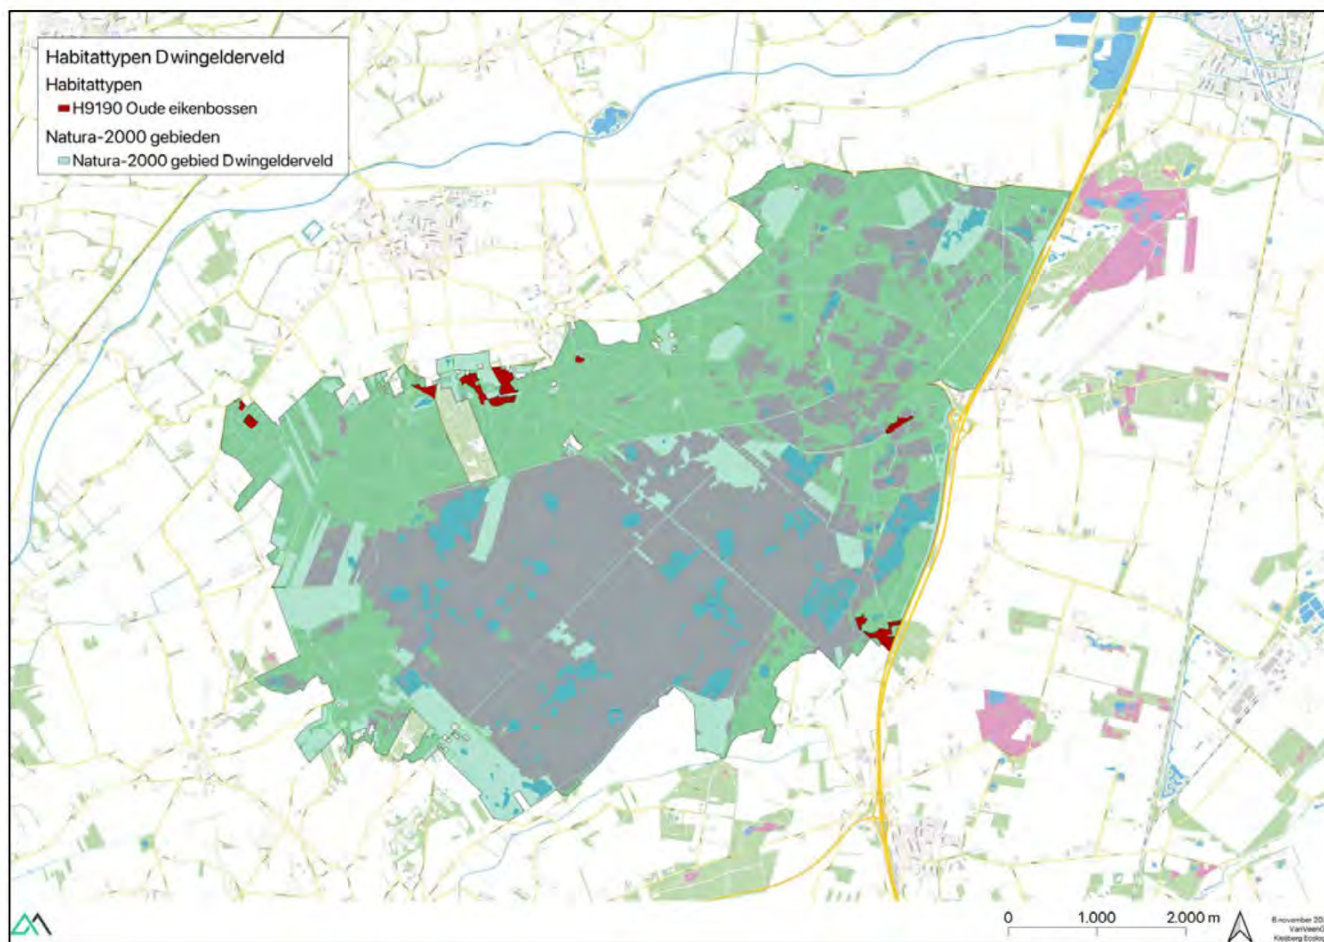 Habitattypen Dwingelderveld
Habitattypen
H9190 Oude eikenbossen
Natura-2000 gebieden
Natura-2000 gebied Dwingelderveld
0 1.000 2.000 m